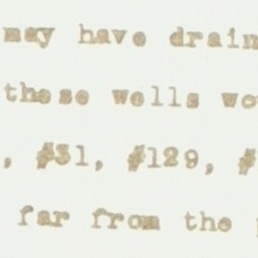 may have drain
these wells wo
, #31, #129, #
far from the